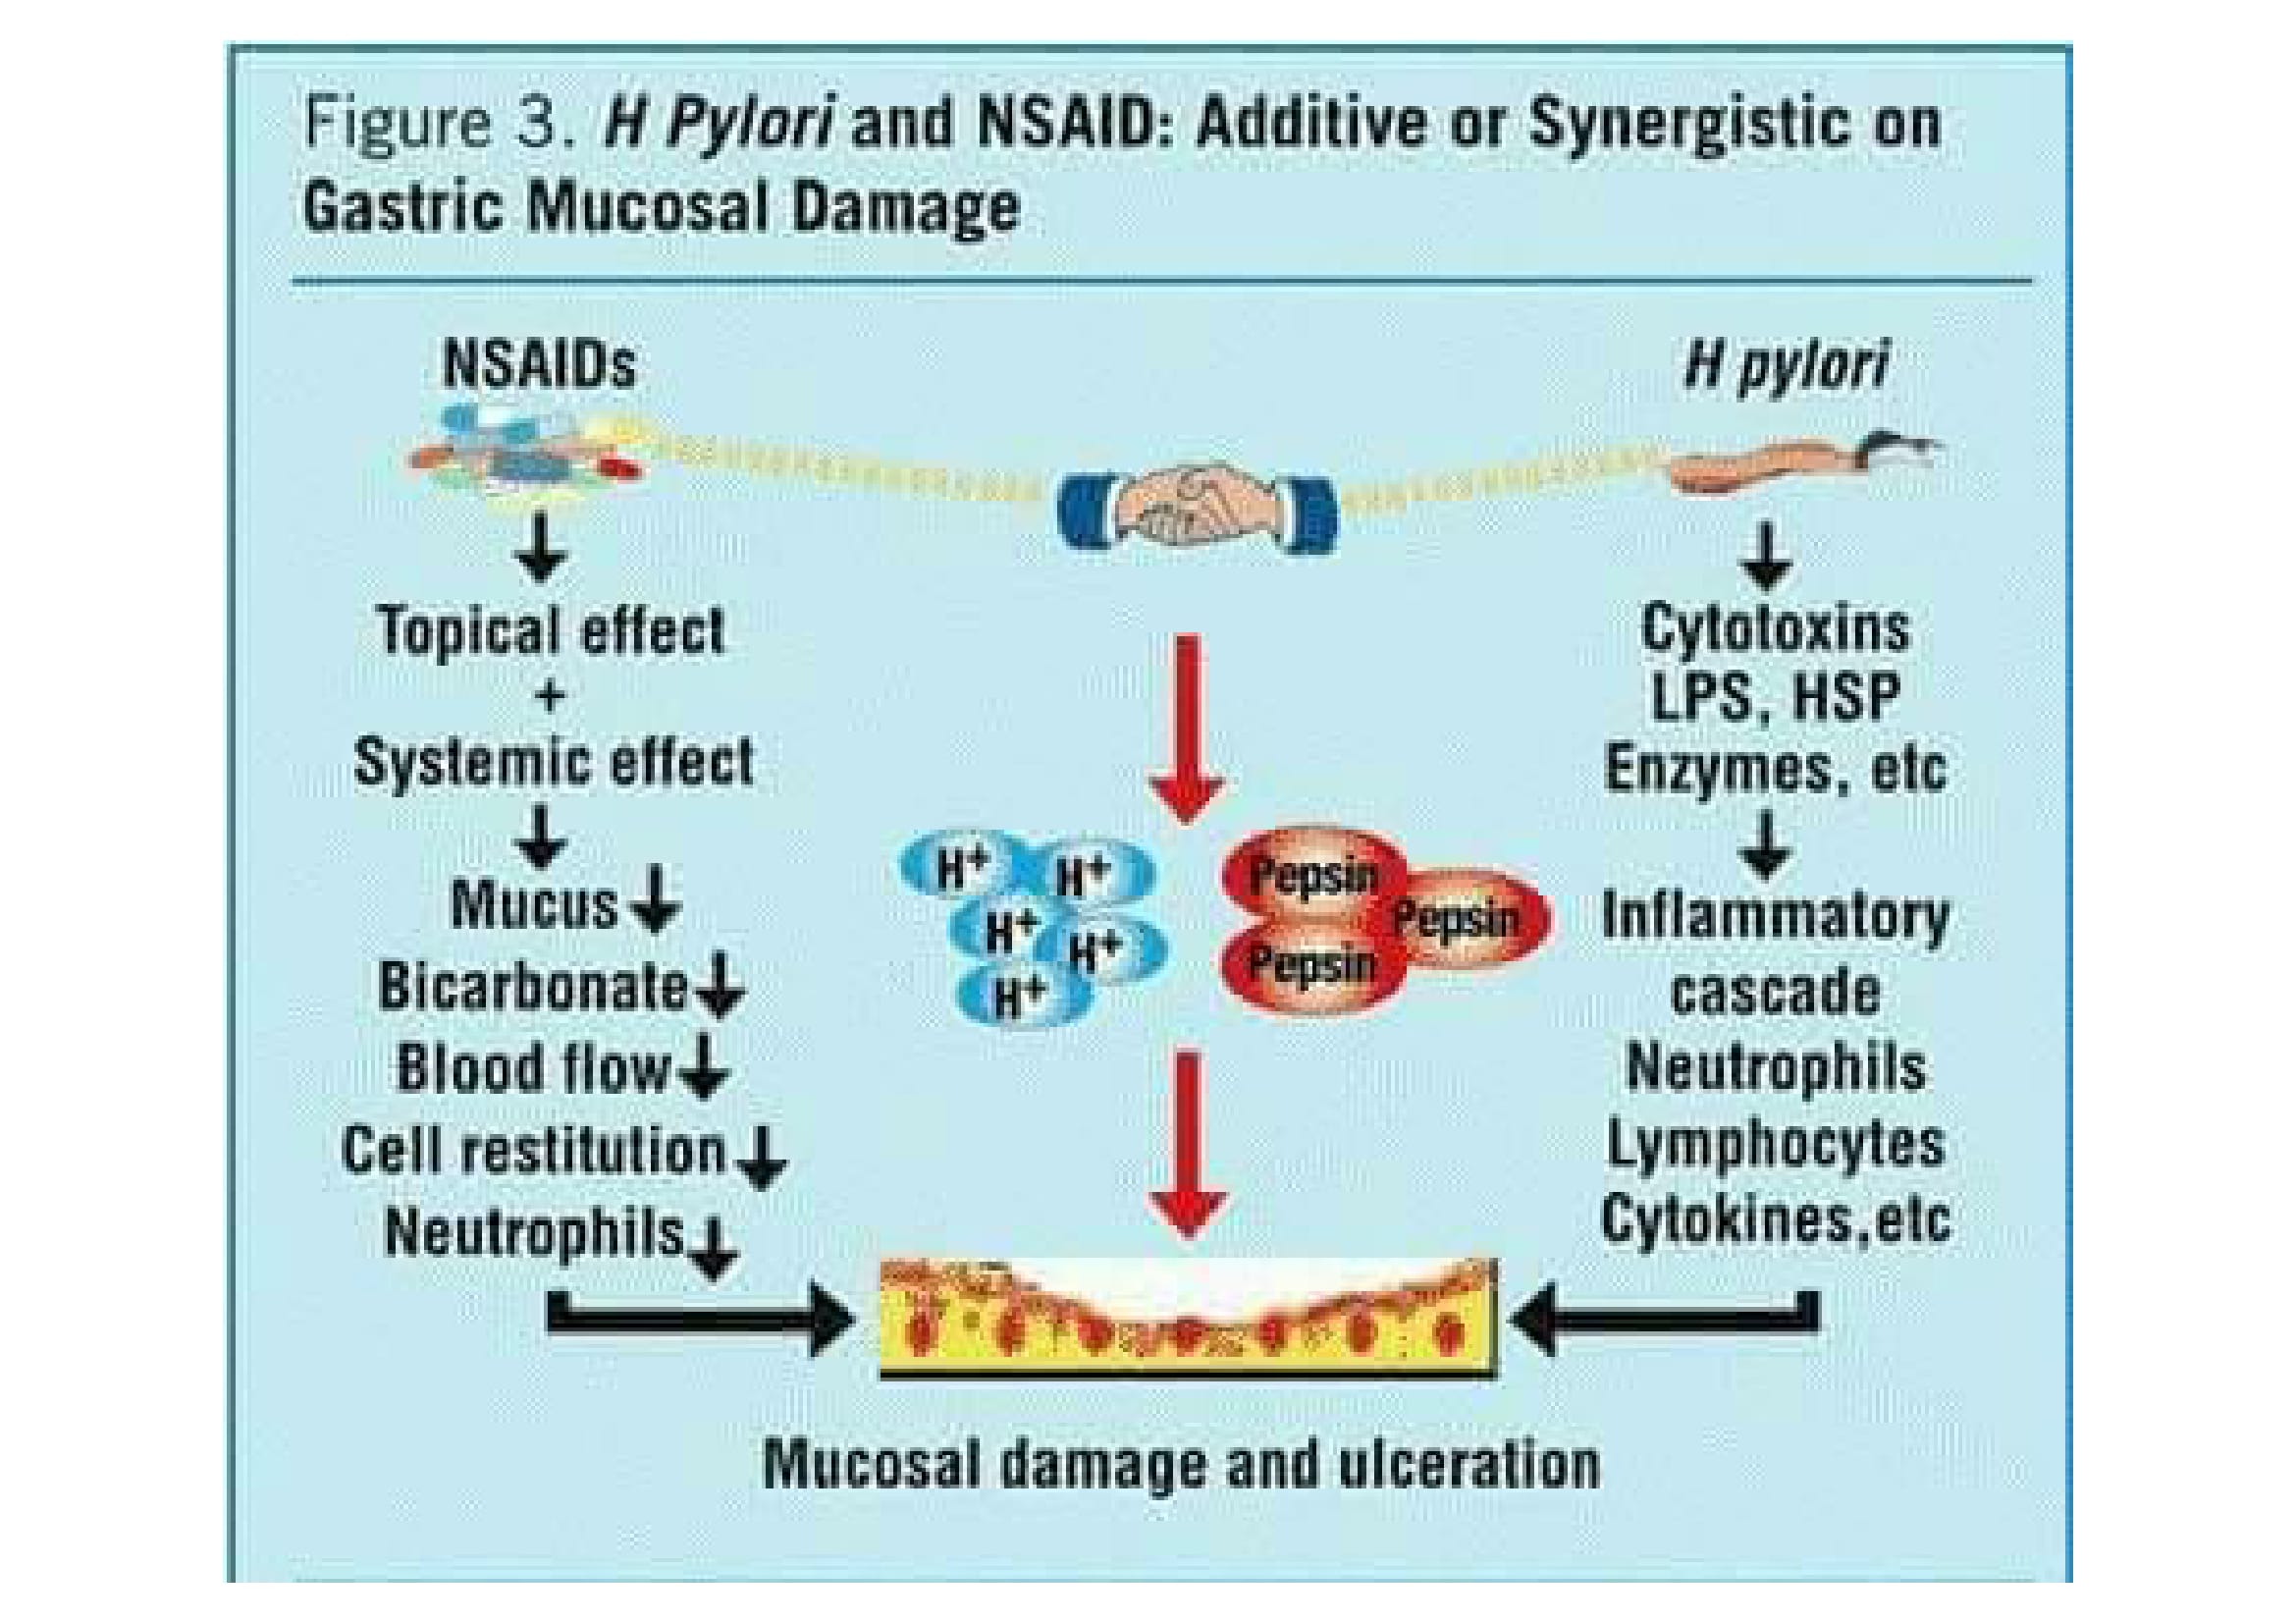 Figure 3. H Pylori and NSAID: Additive or Synergistic on
Gastric Mucosal Damage
NSAIDs
Topical effect
+
Systemic effect
Mucus
Bicarbonate
Blood flow
Cell restitution
Neutrophils
H+
H+
H+
H+
H+
Pepsin
Pepsin
Pepsin
H pylori
Cytotoxins
LPS, HSP
Enzymes, etc
Inflammatory
cascade
Neutrophils
Lymphocytes
Cytokines,etc
Mucosal damage and ulceration